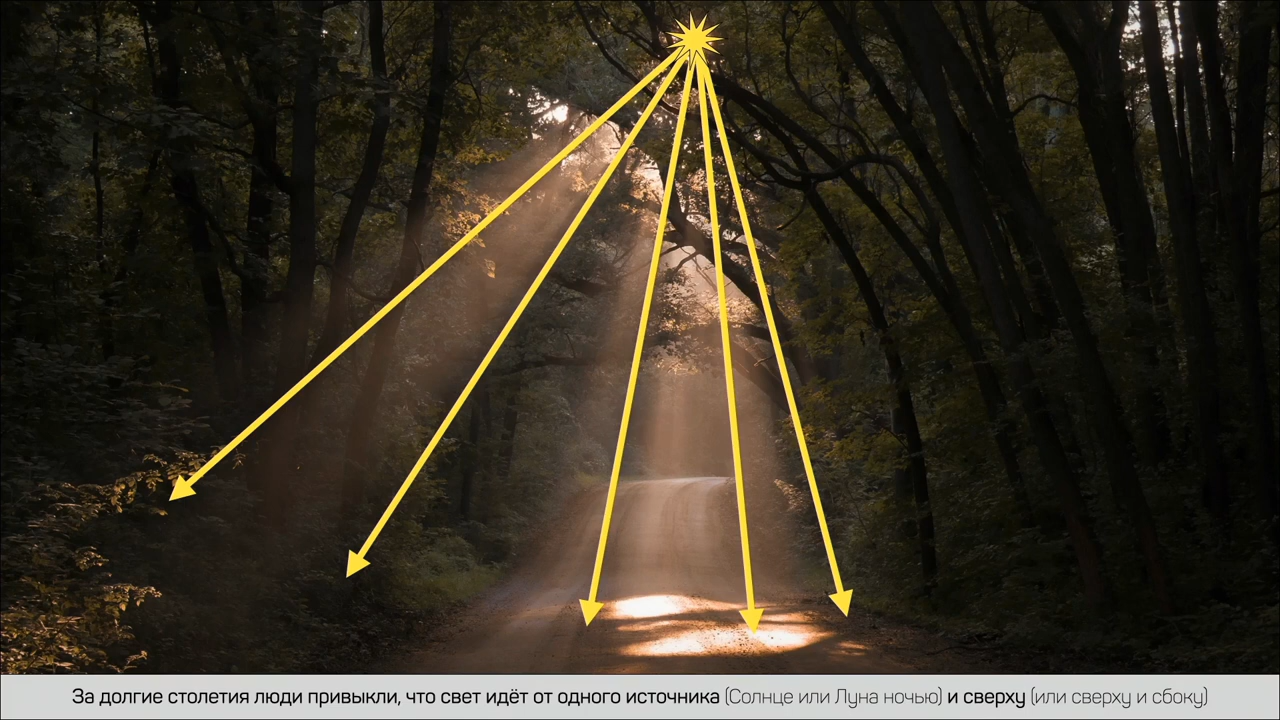 За долгие столетия люди привыкли, что свет идёт от одного источника (Солнце или Луна ночью) и сверху (или сверху и сбоку)